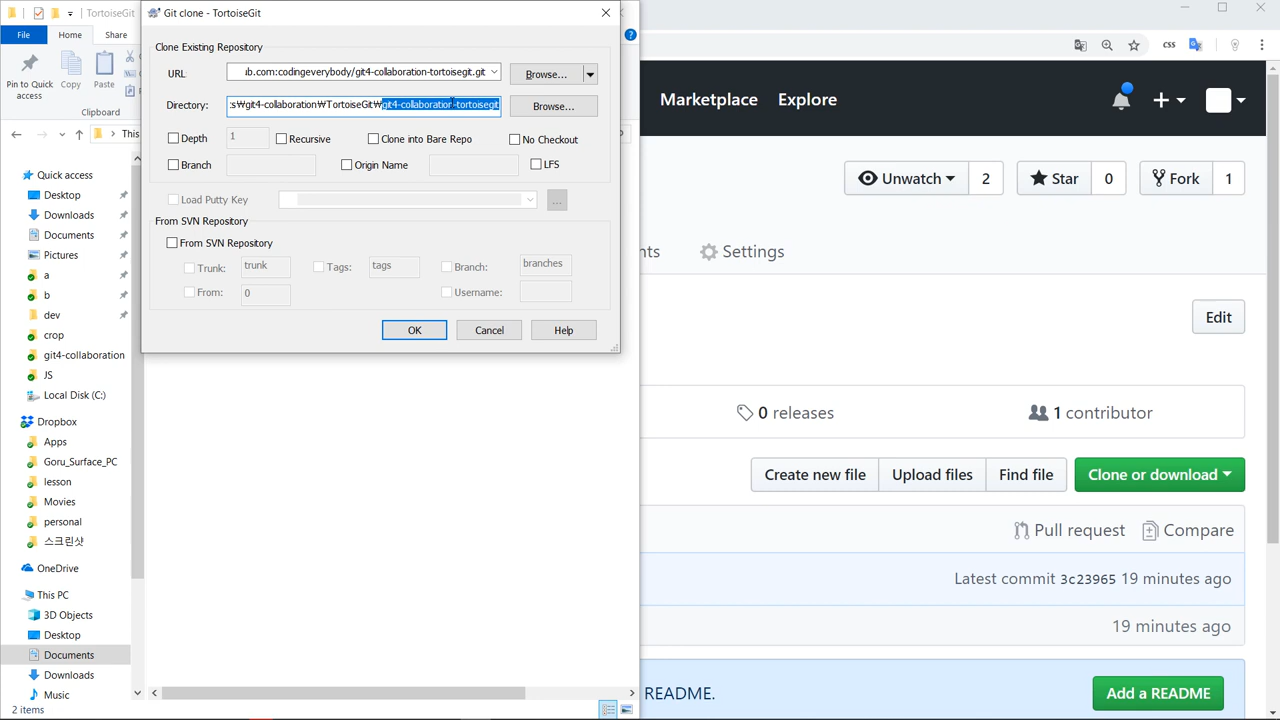 TortoiseGit
File
Home
Share
Pin to Quick
access
Copy
Paste
Clipboard
This
Quick access
Desktop
Downloads
Documents
Pictures
a
b
dev
crop
git4-collaboration
JS
Local Disk (C:)
Dropbox
Apps
Goru_Surface_PC
lesson
Movies
personal
스크린샷
OneDrive
This PC
3D Objects
Desktop
Documents
Downloads
Music
2 items
Git clone - TortoiseGit
Clone Existing Repository
URL
ub.com:codingeverybody/git4-collaboration-tortoisegit.git
Browse...
Directory:
:s₩git4-collaboration₩TortoiseGit₩git4-collaboration-tortoisegit
Browse...
Depth
1
Recursive
Clone into Bare Repo
No Checkout
Branch
Origin Name
LFS
Load Putty Key
...
From SVN Repository
From SVN Repository
Trunk:
trunk
Tags:
tags
Branch:
branches
From:
0
Username:
OK
Cancel
Help
css
Marketplace
Explore
Unwatch
2
Star
0
Fork
1
nts
Settings
Edit
0 releases
1 contributor
Create new file
Upload files
Find file
Clone or download
Pull request
Compare
Latest commit 3c23965 19 minutes ago
19 minutes ago
README.
Add a README